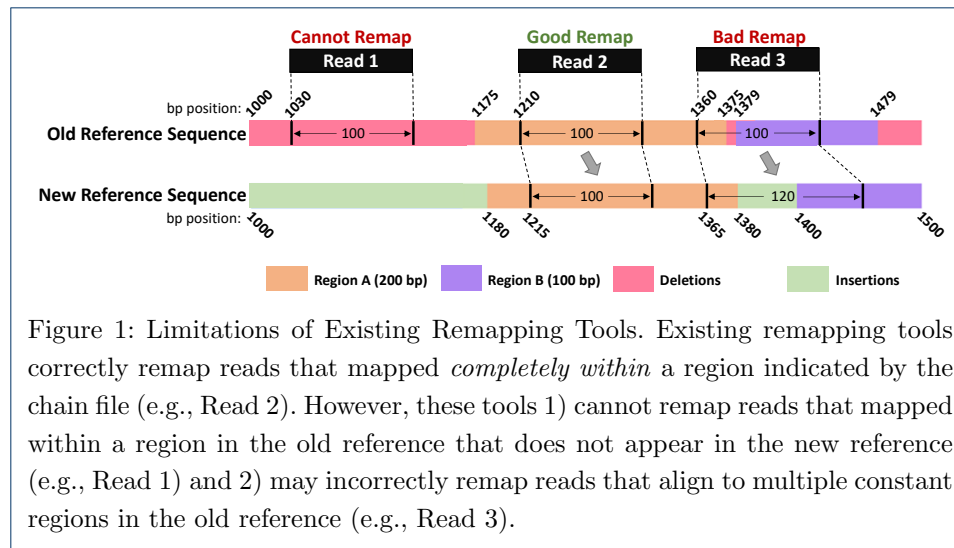 Cannot Remap Good Remap Bad Remap
Read 1 Read 2 Read 3
bp position: 1000 1030 1175 1210 1360 1375 1379 1479
Old Reference Sequence 100 100 100
New Reference Sequence 100 120
bp position: 1000 1180 1215 1365 1380 1400 1500
Region A (200 bp) Region B (100 bp) Deletions Insertions
Figure 1: Limitations of Existing Remapping Tools. Existing remapping tools
correctly remap reads that mapped completely within a region indicated by the
chain file (e.g., Read 2). However, these tools 1) cannot remap reads that mapped
within a region in the old reference that does not appear in the new reference
(e.g., Read 1) and 2) may incorrectly remap reads that align to multiple constant
regions in the old reference (e.g., Read 3).